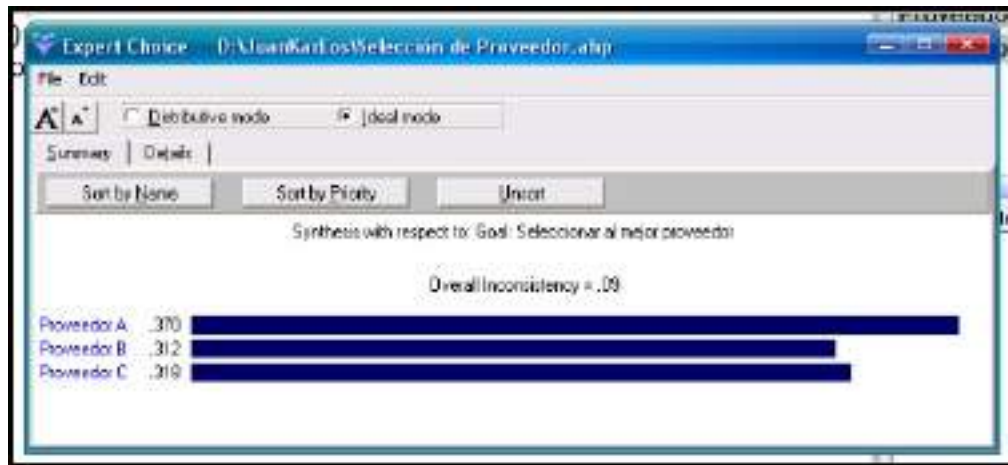 Expert Choice D:\JuanKarLos\Selección de Proveedor.ahp
File Edit
A+ A- Distributive mode Ideal mode
Summary Details
Sort by Name Sort by Priority Unsort
Synthesis with respect to: Goal: Seleccionar al mejor proveedor
Overall Inconsistency = .09
Proveedor A .370
Proveedor B .312
Proveedor C .318